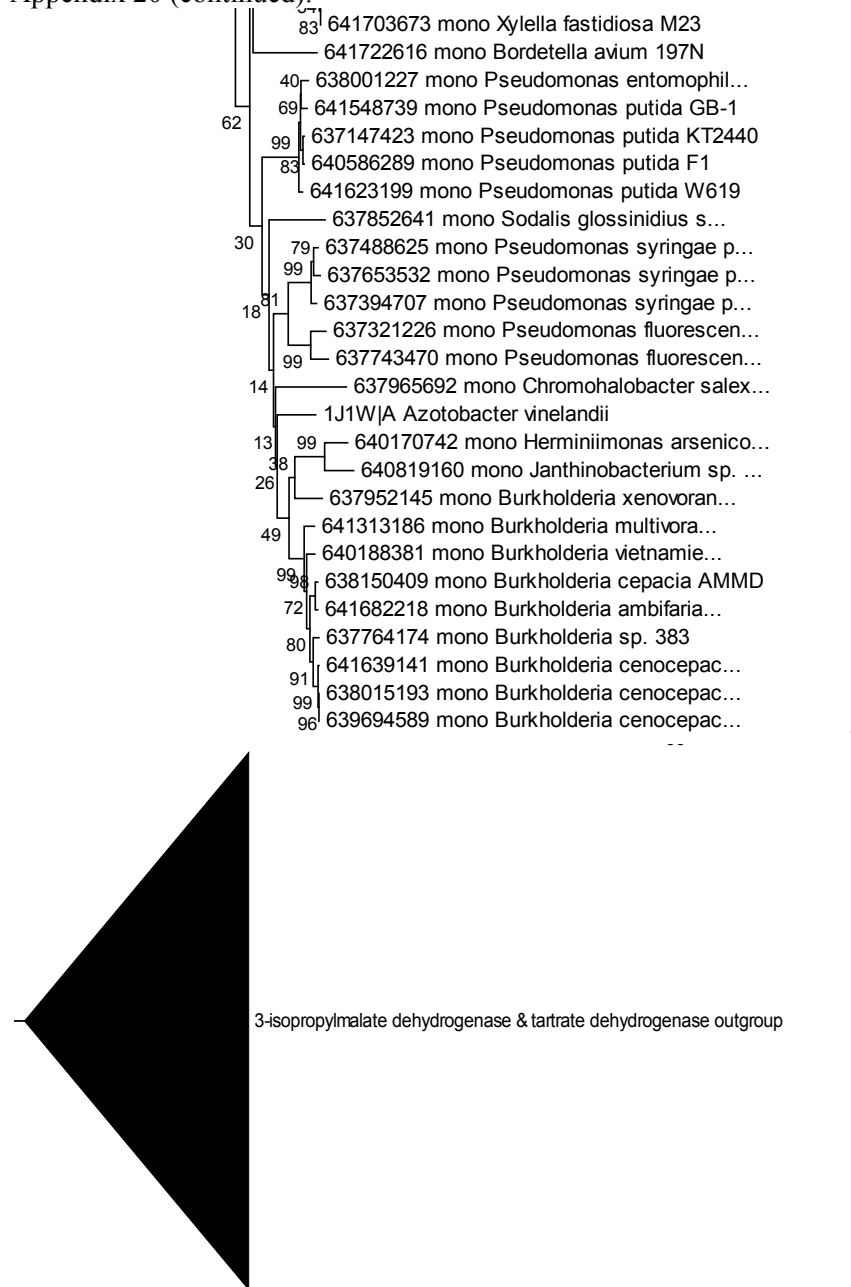 Appendix 20 (continued).
83 641703673 mono Xylella fastidiosa M23
641722616 mono Bordetella avium 197N
40 638001227 mono Pseudomonas entomophil...
69 641548739 mono Pseudomonas putida GB-1
62
99 637147423 mono Pseudomonas putida KT2440
83 640586289 mono Pseudomonas putida F1
641623199 mono Pseudomonas putida W619
637852641 mono Sodalis glossinidius s...
30
79 637488625 mono Pseudomonas syringae p...
99 637653532 mono Pseudomonas syringae p...
81 637394707 mono Pseudomonas syringae p...
18
637321226 mono Pseudomonas fluorescen...
99 637743470 mono Pseudomonas fluorescen...
14 637965692 mono Chromohalobacter salex...
1J1W|A Azotobacter vinelandii
13 99 640170742 mono Herminiimonas arsenico...
38 640819160 mono Janthinobacterium sp. ...
26
637952145 mono Burkholderia xenovoran...
641313186 mono Burkholderia multivora...
49
640188381 mono Burkholderia vietnamie...
99 98 638150409 mono Burkholderia cepacia AMMD
72 641682218 mono Burkholderia ambifaria...
80 637764174 mono Burkholderia sp. 383
641639141 mono Burkholderia cenocepac...
91
638015193 mono Burkholderia cenocepac...
99
96 639694589 mono Burkholderia cenocepac...
3-isopropylmalate dehydrogenase & tartrate dehydrogenase outgroup